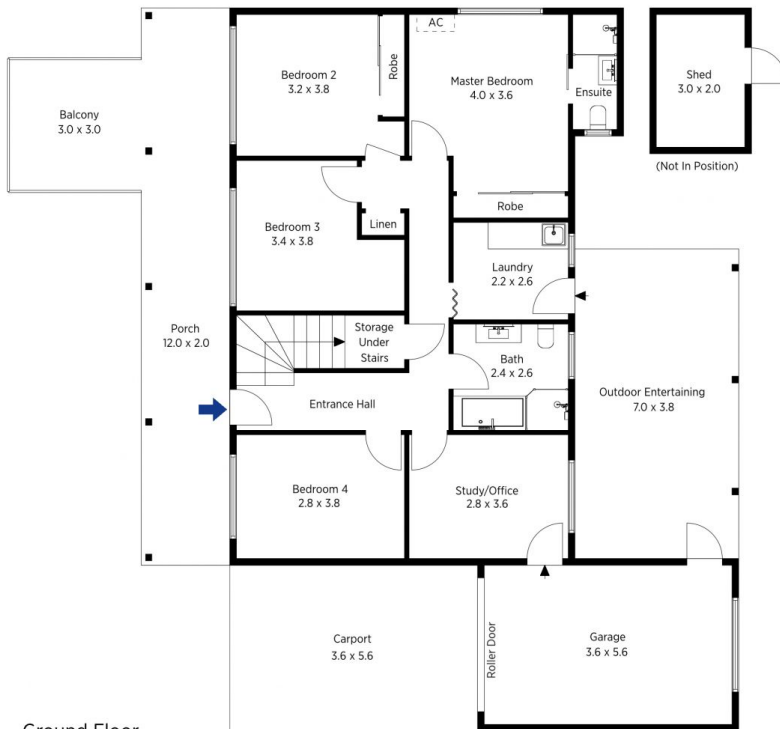 AC
Bedroom 2
3.2 x 3.8
Robe
Master Bedroom
4.0 x 3.6
Ensuite
Shed
3.0 x 2.0
(Not In Position)
Balcony
3.0 x 3.0
Bedroom 3
3.4 x 3.8
Linen
Robe
Laundry
2.2 x 2.6
Porch
12.0 x 2.0
Storage
Under
Stairs
Bath
2.4 x 2.6
Entrance Hall
Outdoor Entertaining
7.0 x 3.8
Bedroom 4
2.8 x 3.8
Study/Office
2.8 x 3.6
Carport
3.6 x 5.6
Roller Door
Garage
3.6 x 5.6
Ground Floor